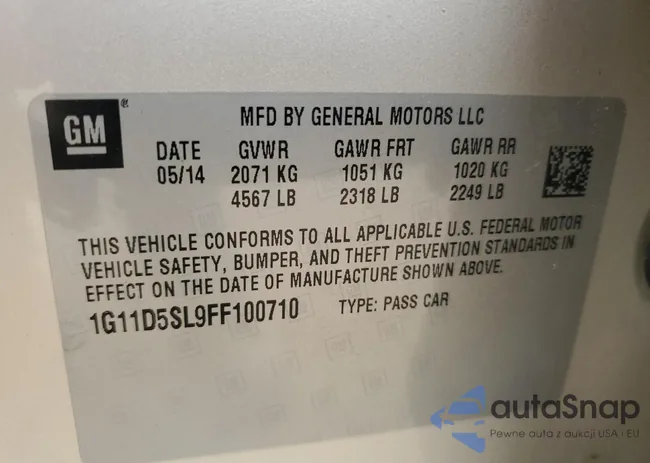 GM®
MFD BY GENERAL MOTORS LLC
DATE GVWR GAWR FRT GAWR RR
05/14 2071 KG 1051 KG 1020 KG
4567 LB 2318 LB 2249 LB
THIS VEHICLE CONFORMS TO ALL APPLICABLE U.S. FEDERAL MOTOR
VEHICLE SAFETY, BUMPER, AND THEFT PREVENTION STANDARDS IN
EFFECT ON THE DATE OF MANUFACTURE SHOWN ABOVE.
1G11D5SL9FF100710 TYPE: PASS CAR
autaSnap
Pewne auta z aukcji USA i EU